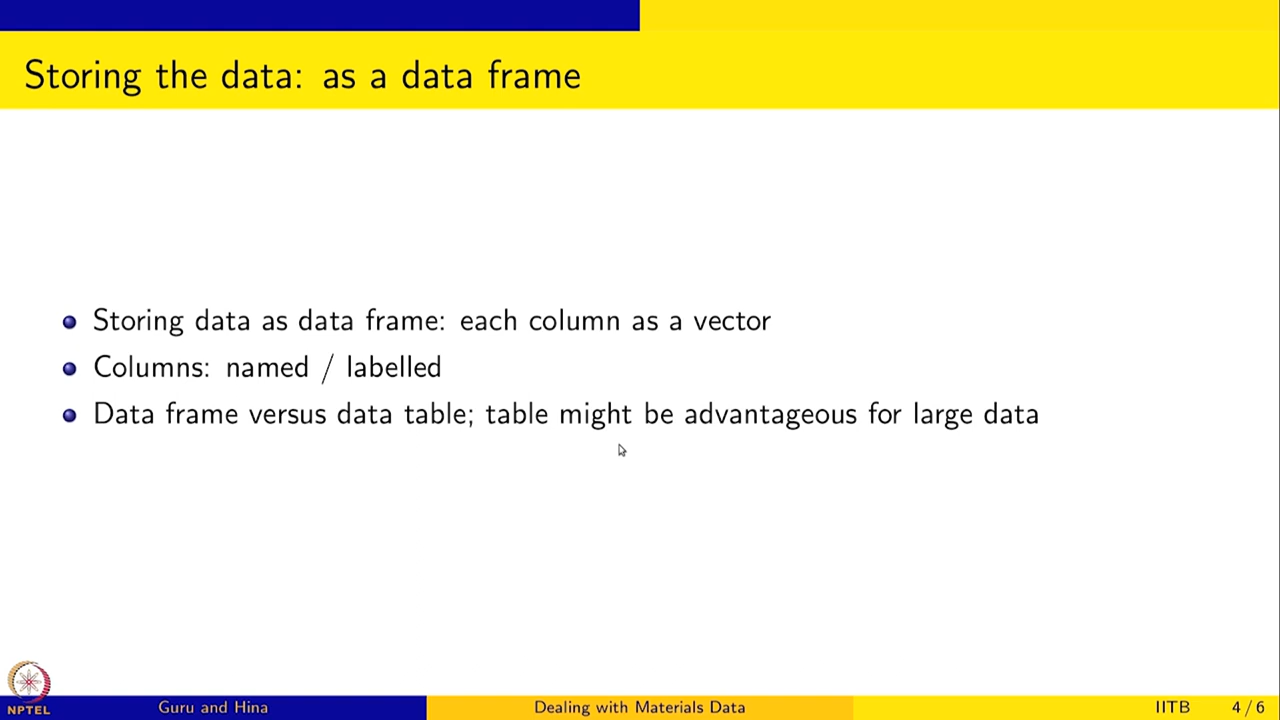 Storing the data: as a data frame
Storing data as data frame: each column as a vector
Columns: named / labelled
Data frame versus data table; table might be advantageous for large data
NPTEL
Guru and Hina
Dealing with Materials Data
IITB
4 / 6